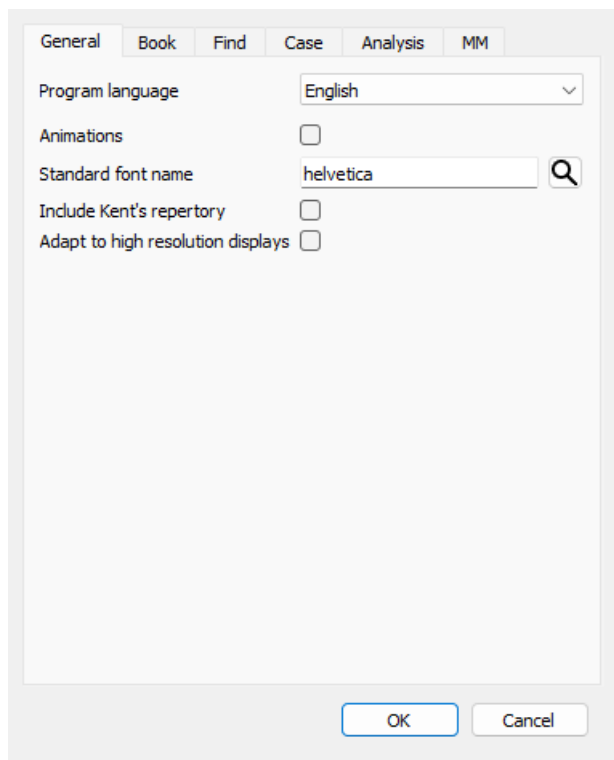 General Book Find Case Analysis MM
Program language English
Animations
Standard font name helvetica
Include Kent's repertory
Adapt to high resolution displays
OK Cancel